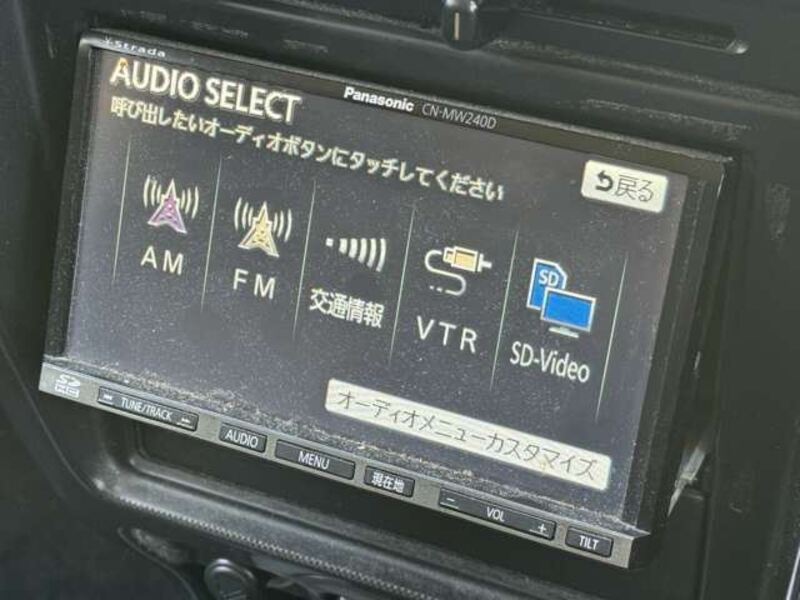 Strada
AUDIO SELECT
Panasonic CN-MW240D
呼び出したいオーディオボタンにタッチしてください
戻る
AM
FM
交通情報
VTR
SD
SD-Video
オーディオメニューカスタマイズ
SD HC
TUNE/TRACK
AUDIO
MENU
現在地
− VOL +
TILT